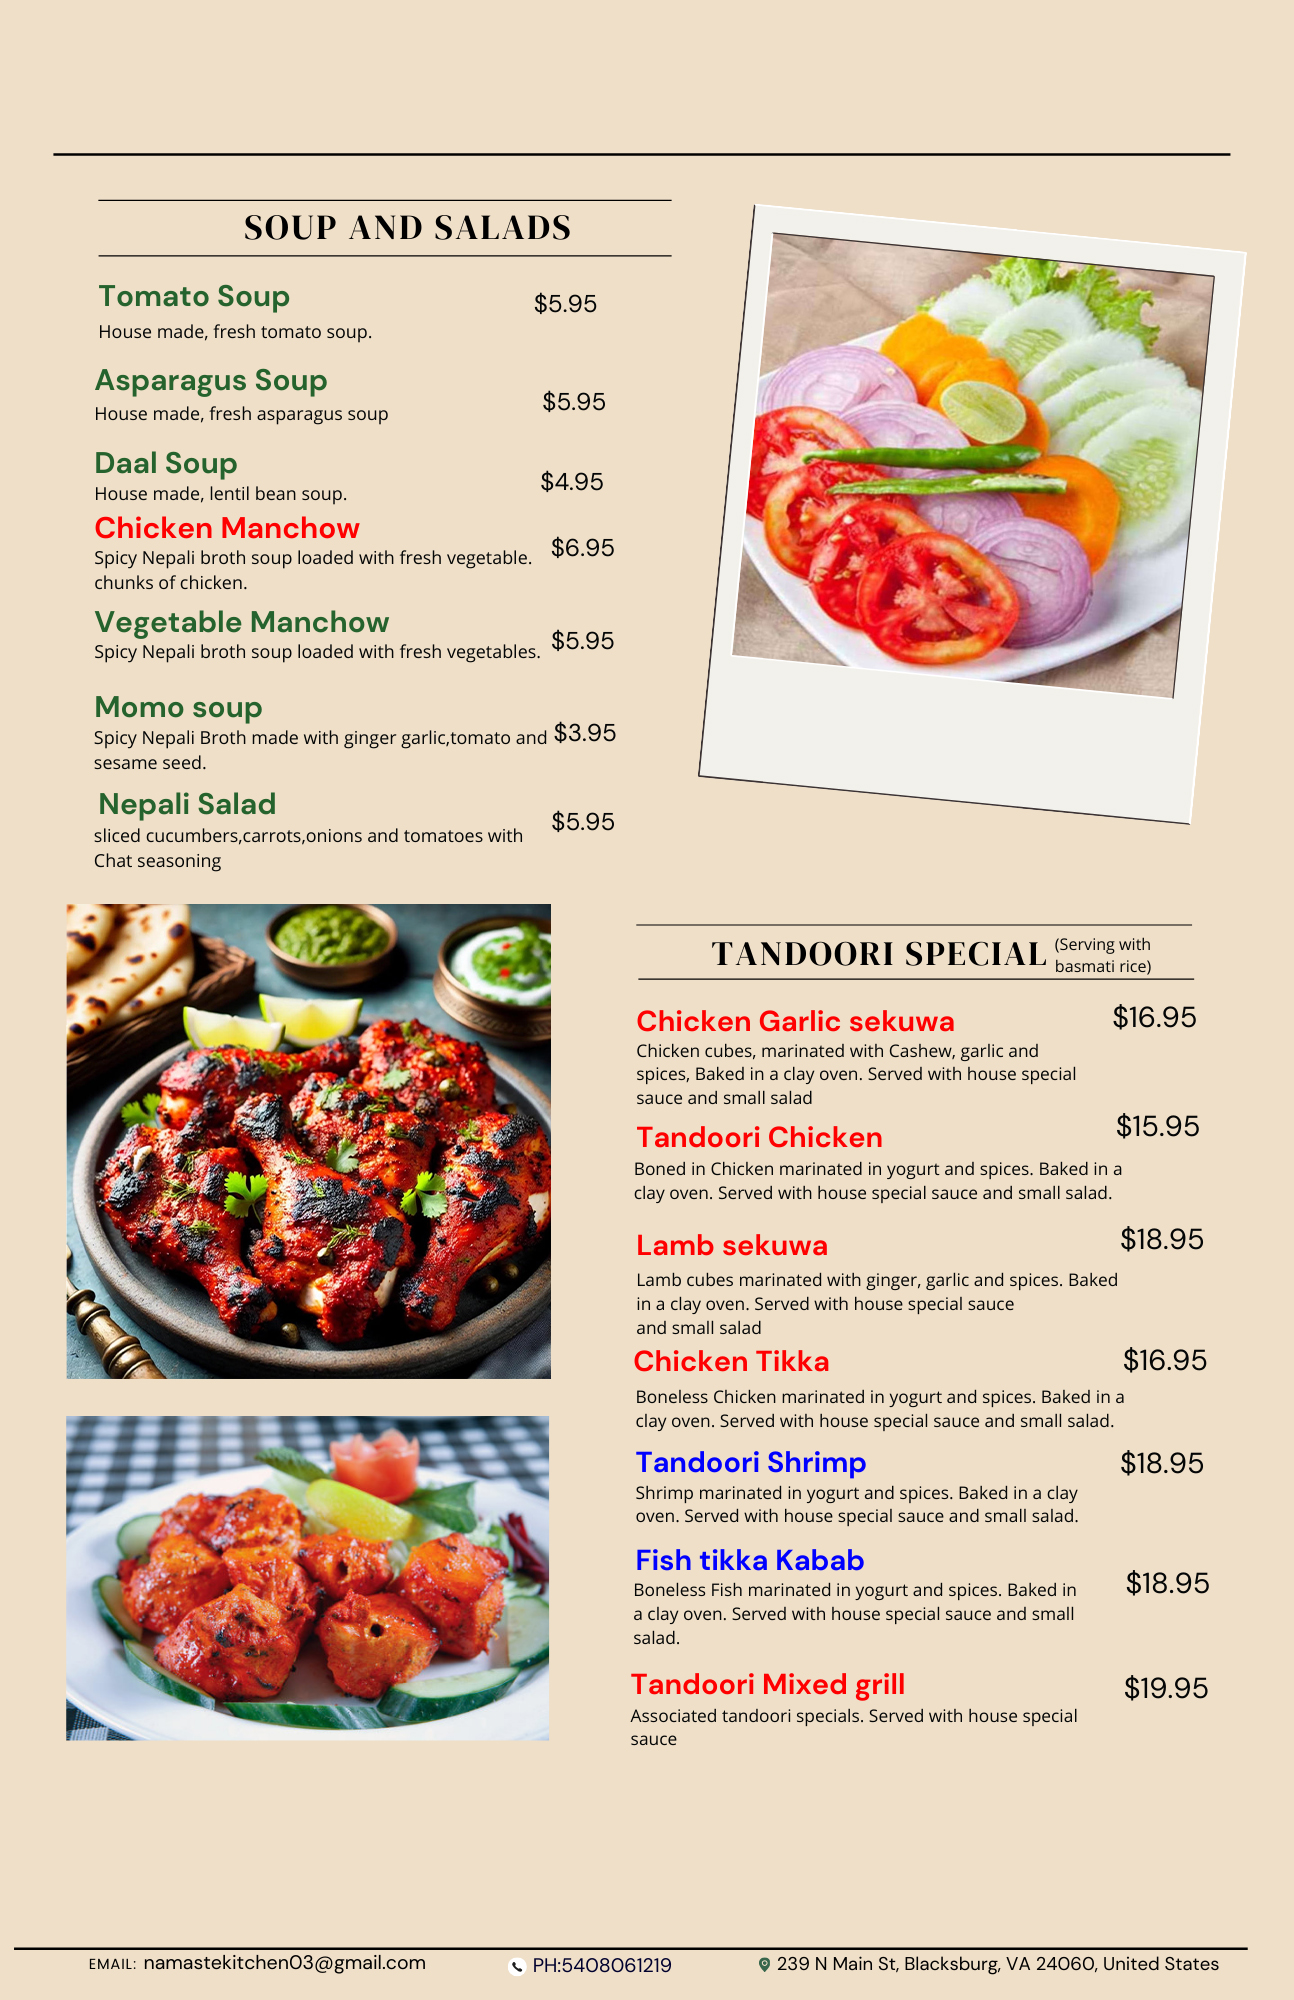 SOUP AND SALADS
Tomato Soup
$5.95
House made, fresh tomato soup.
Asparagus Soup
House made, fresh asparagus soup
$5.95
Daal Soup
House made, lentil bean soup.
$4.95
Chicken Manchow
Spicy Nepali broth soup loaded with fresh vegetable.
chunks of chicken.
$6.95
Vegetable Manchow
Spicy Nepali broth soup loaded with fresh vegetables.
$5.95
Momo soup
Spicy Nepali Broth made with ginger garlic,tomato and
sesame seed.
$3.95
Nepali Salad
sliced cucumbers,carrots,onions and tomatoes with
Chat seasoning
$5.95
TANDOORI SPECIAL
(Serving with
basmati rice)
Chicken Garlic sekuwa
$16.95
Chicken cubes, marinated with Cashew, garlic and
spices, Baked in a clay oven. Served with house special
sauce and small salad
Tandoori Chicken
$15.95
Boned in Chicken marinated in yogurt and spices. Baked in a
clay oven. Served with house special sauce and small salad.
Lamb sekuwa
$18.95
Lamb cubes marinated with ginger, garlic and spices. Baked
in a clay oven. Served with house special sauce
and small salad
Chicken Tikka
$16.95
Boneless Chicken marinated in yogurt and spices. Baked in a
clay oven. Served with house special sauce and small salad.
Tandoori Shrimp
$18.95
Shrimp marinated in yogurt and spices. Baked in a clay
oven. Served with house special sauce and small salad.
Fish tikka Kabab
$18.95
Boneless Fish marinated in yogurt and spices. Baked in
a clay oven. Served with house special sauce and small
salad.
Tandoori Mixed grill
$19.95
Associated tandoori specials. Served with house special
sauce
EMAIL: namastekitchen03@gmail.com
PH:5408061219
239 N Main St, Blacksburg, VA 24060, United States